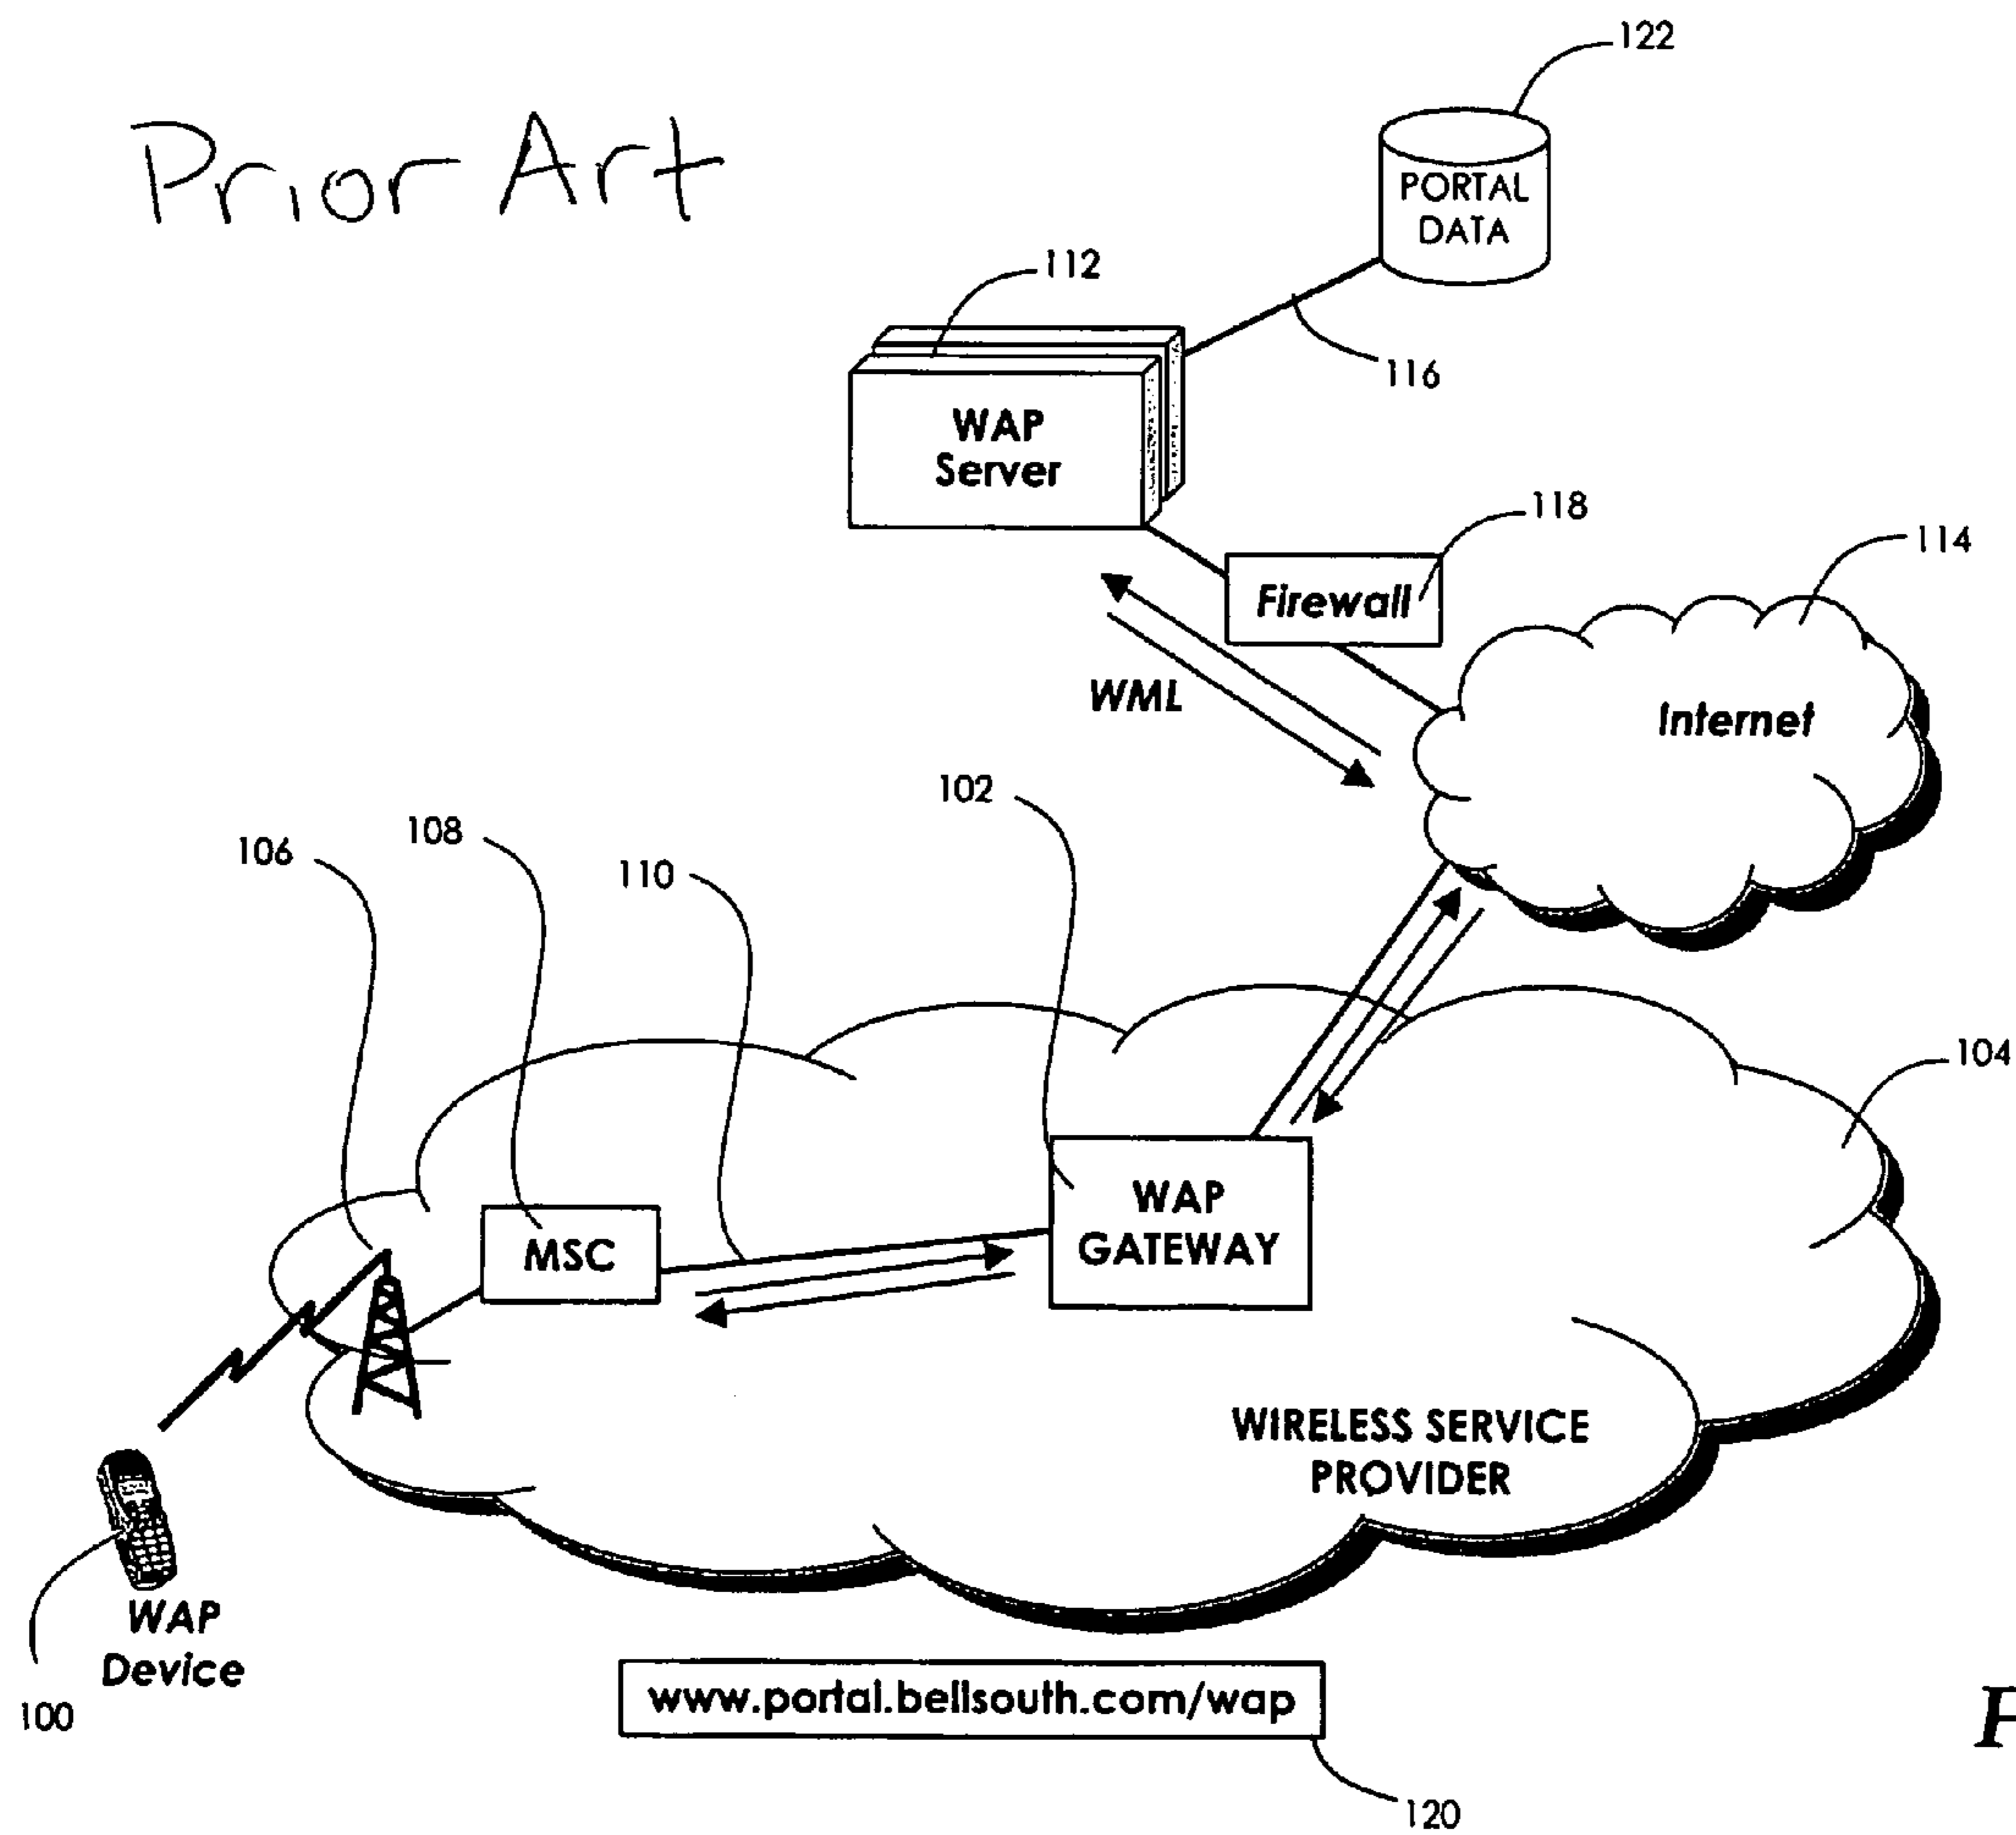 Prior Art
122
PORTAL
DATA
112
116
WAP
Server
118
Firewall
114
WML
Internet
102
108
106
110
104
WAP
GATEWAY
MSC
WIRELESS SERVICE
PROVIDER
WAP
Device
100
www.portal.bellsouth.com/wap
120